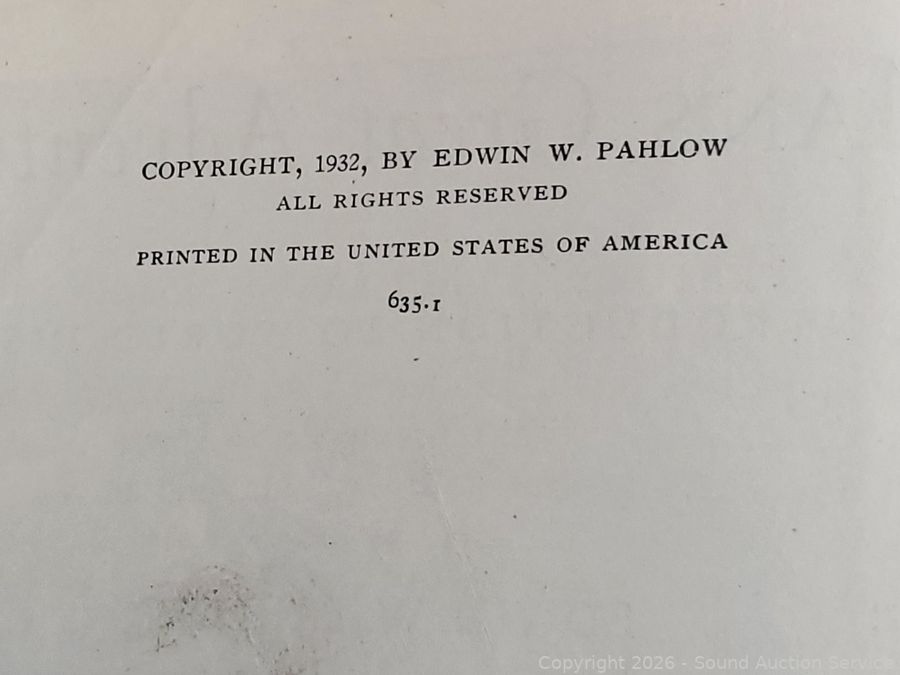 COPYRIGHT, 1932, BY EDWIN W. PAHLOW
ALL RIGHTS RESERVED
PRINTED IN THE UNITED STATES OF AMERICA
635.1
Copyright 2026 - Sound Auction Service